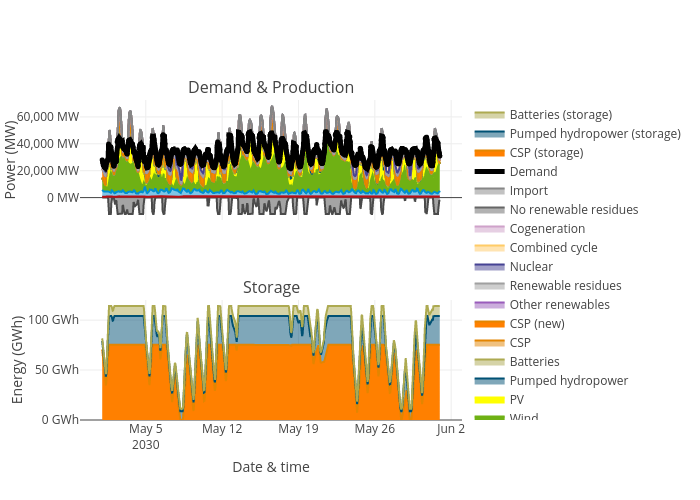 Demand & Production
60,000 MW
40,000 MW
20,000 MW
0 MW
Power (MW)
Storage
100 GWh
50 GWh
0 GWh
Energy (GWh)
May 5
2030
May 12
May 19
May 26
Jun 2
Date & time
Batteries (storage)
Pumped hydropower (storage)
CSP (storage)
Demand
Import
No renewable residues
Cogeneration
Combined cycle
Nuclear
Renewable residues
Other renewables
CSP (new)
CSP
Batteries
Pumped hydropower
PV
Wind